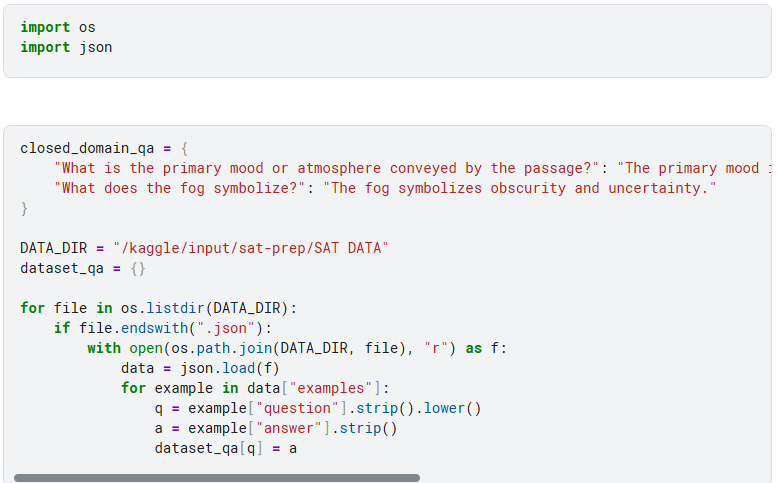 import os
import json
closed_domain_qa = {
    "What is the primary mood or atmosphere conveyed by the passage?": "The primary mood
    "What does the fog symbolize?": "The fog symbolizes obscurity and uncertainty."
}
DATA_DIR = "/kaggle/input/sat-prep/SAT DATA"
dataset_qa = {}
for file in os.listdir(DATA_DIR):
    if file.endswith(".json"):
        with open(os.path.join(DATA_DIR, file), "r") as f:
            data = json.load(f)
            for example in data["examples"]:
                q = example["question"].strip().lower()
                a = example["answer"].strip()
                dataset_qa[q] = a